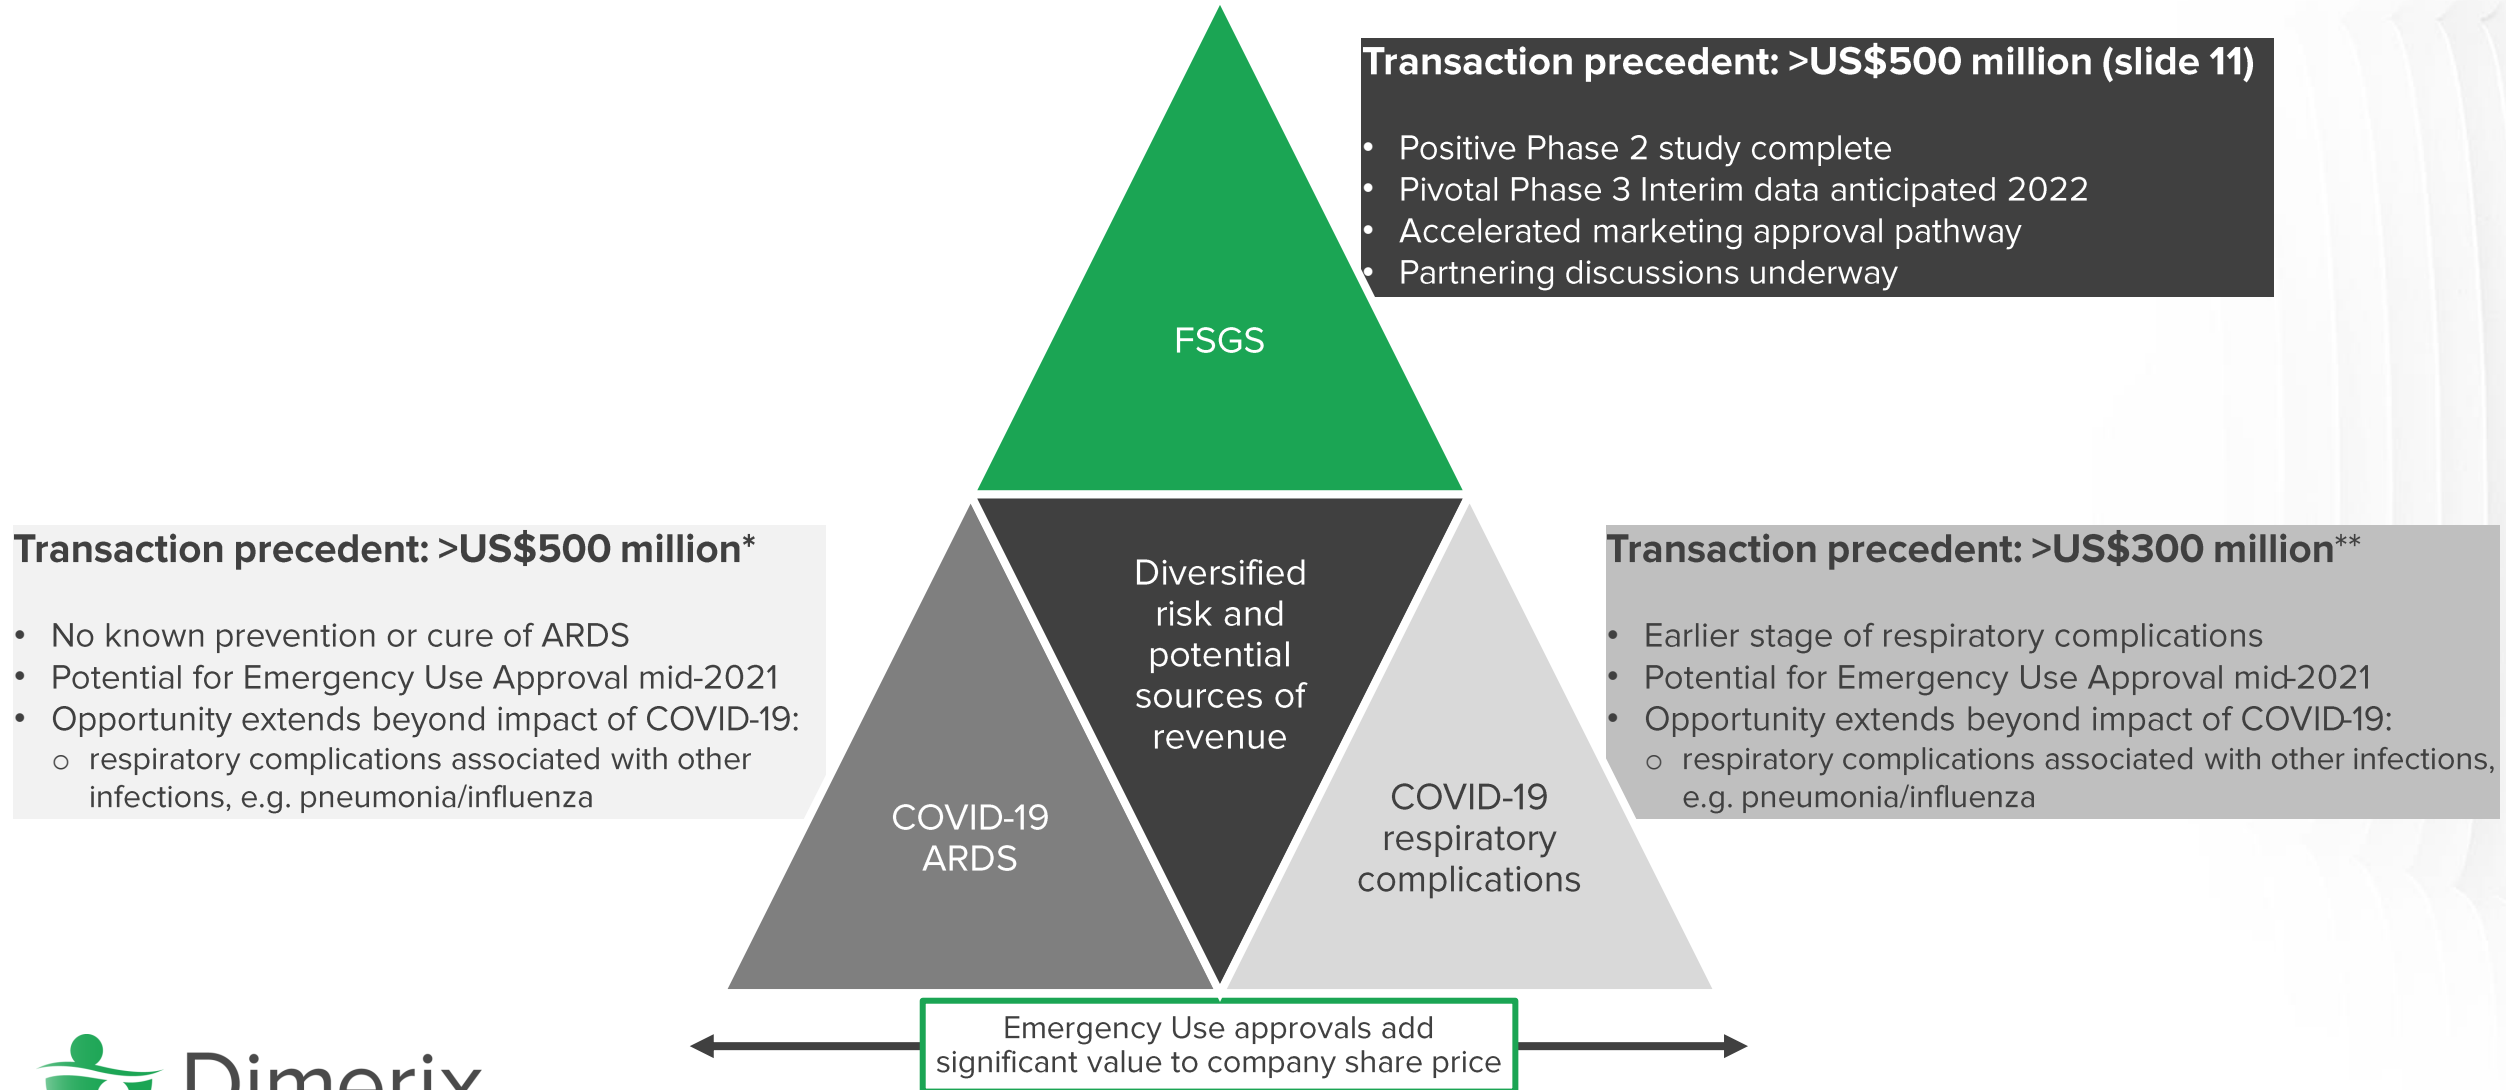 Transaction precedent: >US$500 million (slide 11)
• Positive Phase 2 study complete
• Pivotal Phase 3 Interim data anticipated 2022
• Accelerated marketing approval pathway
• Partnering discussions underway
FSGS
Transaction precedent: >US$500 million*
• No known prevention or cure of ARDS
• Potential for Emergency Use Approval mid-2021
• Opportunity extends beyond impact of COVID-19:
o respiratory complications associated with other
infections, e.g. pneumonia/influenza
Diversified
risk and
potential
sources of
revenue
Transaction precedent: >US$300 million**
• Earlier stage of respiratory complications
• Potential for Emergency Use Approval mid-2021
• Opportunity extends beyond impact of COVID-19:
o respiratory complications associated with other infections,
e.g. pneumonia/influenza
COVID-19
ARDS
COVID-19
respiratory
complications
Emergency Use approvals add
significant value to company share price
Dimerix